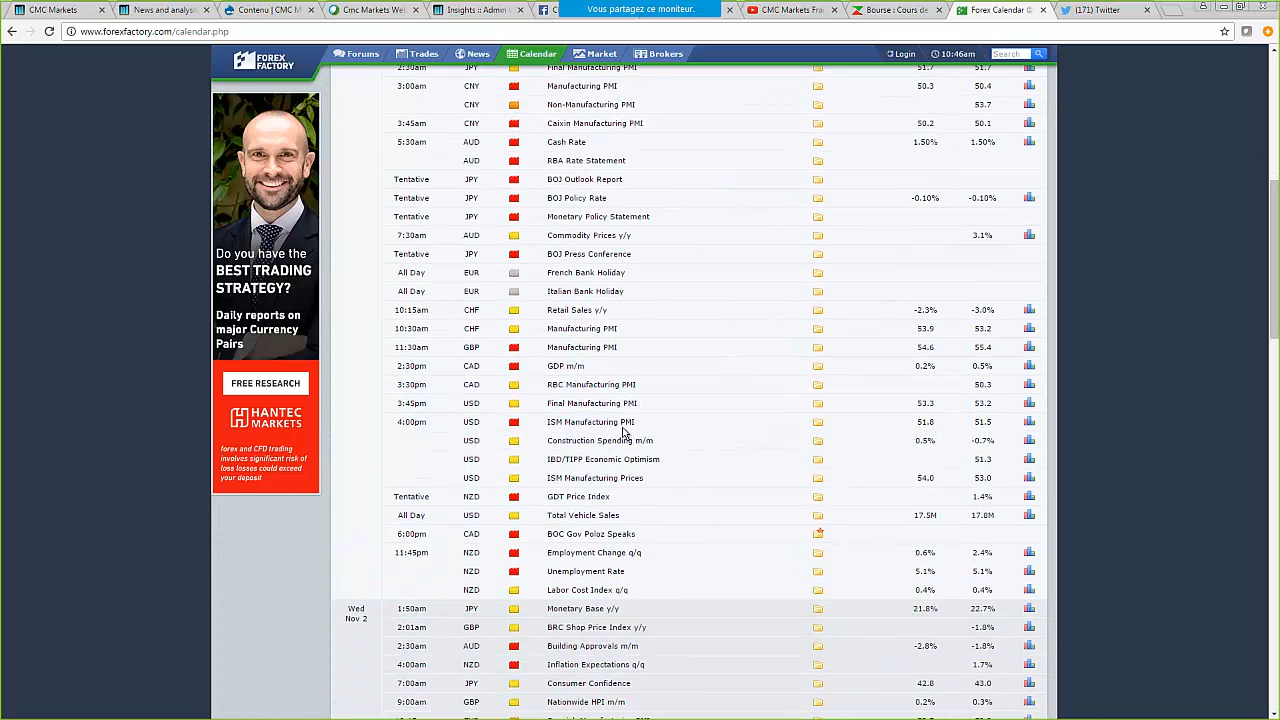 CMC Markets
News and analysis
Contenu | CMC M
Cmc Markets Wel
Insights :: Admin
Vous partagez ce moniteur.
CMC Markets Fra
Bourse : Cours de
Forex Calendar @
(171) Twitter
www.forexfactory.com/calendar.php
FOREX FACTORY
Forums
Trades
News
Calendar
Market
Brokers
Login
10:46am
Search
Do you have the
BEST TRADING
STRATEGY?
Daily reports on
major Currency
Pairs
FREE RESEARCH
HANTEC
MARKETS
forex and CFD trading
involves significant risk of
loss losses could exceed
your deposit
2:30am JPY Final Manufacturing PMI 51.7 51.7
3:00am CNY Manufacturing PMI 50.4
CNY Non-Manufacturing PMI 53.7
3:45am CNY Caixin Manufacturing PMI 50.2 50.1
5:30am AUD Cash Rate 1.50% 1.50%
AUD RBA Rate Statement
Tentative JPY BOJ Outlook Report
Tentative JPY BOJ Policy Rate -0.10% -0.10%
Tentative JPY Monetary Policy Statement
7:30am AUD Commodity Prices y/y 3.1%
Tentative JPY BOJ Press Conference
All Day EUR French Bank Holiday
All Day EUR Italian Bank Holiday
10:15am CHF Retail Sales y/y -2.3% -3.0%
10:30am CHF Manufacturing PMI 53.9 53.2
11:30am GBP Manufacturing PMI 54.6 55.4
2:30pm CAD GDP m/m 0.2% 0.5%
3:30pm CAD RBC Manufacturing PMI 50.3
3:45pm USD Final Manufacturing PMI 53.3 53.2
4:00pm USD ISM Manufacturing PMI 51.8 51.5
USD Construction Spending m/m 0.5% -0.7%
USD IBD/TIPP Economic Optimism 51.3
USD ISM Manufacturing Prices 54.0 53.0
Tentative NZD GDT Price Index 1.4%
All Day USD Total Vehicle Sales 17.5M 17.8M
6:00pm CAD BOC Gov Poloz Speaks
11:45pm NZD Employment Change q/q 0.6% 2.4%
NZD Unemployment Rate 5.1% 5.1%
NZD Labor Cost Index q/q 0.4% 0.4%
Wed 1:50am JPY Monetary Base y/y 21.8% 22.7%
Nov 2 2:01am GBP BRC Shop Price Index y/y -1.8%
2:30am AUD Building Approvals m/m -2.8% -1.8%
4:00am NZD Inflation Expectations q/q 1.7%
7:00am JPY Consumer Confidence 42.8 43.0
9:00am GBP Nationwide HPI m/m 0.2% 0.3%